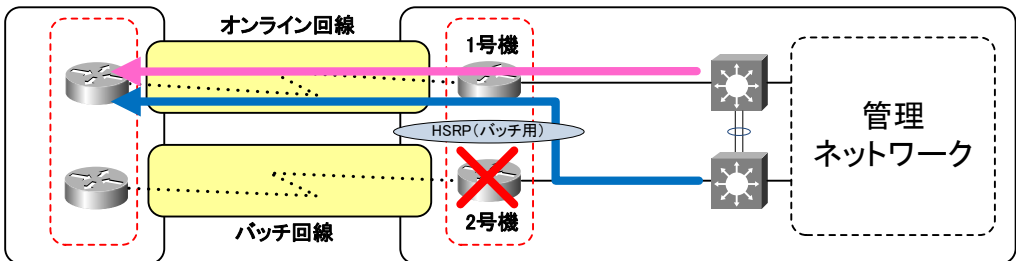 オンライン回線
1号機
HSRP(バッチ用)
管理
ネットワーク
2号機
バッチ回線